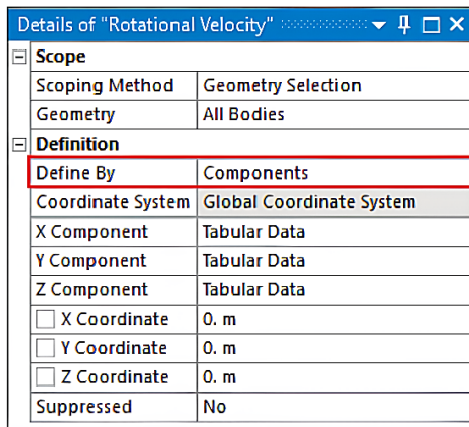 Details of "Rotational Velocity"
Scope
Scoping Method Geometry Selection
Geometry All Bodies
Definition
Define By Components
Coordinate System Global Coordinate System
X Component Tabular Data
Y Component Tabular Data
Z Component Tabular Data
X Coordinate 0. m
Y Coordinate 0. m
Z Coordinate 0. m
Suppressed No